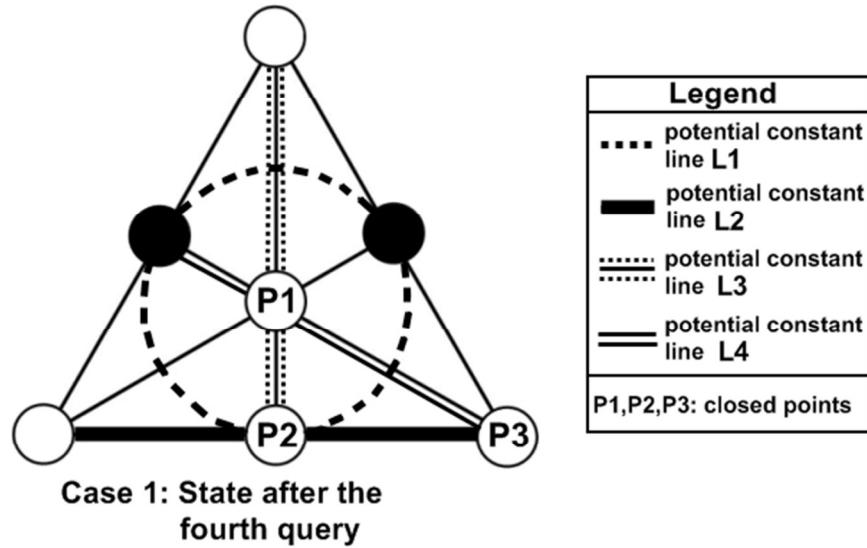 P1
P2
P3
Case 1: State after the
fourth query
Legend
potential constant
line L1
potential constant
line L2
potential constant
line L3
potential constant
line L4
P1,P2,P3: closed points